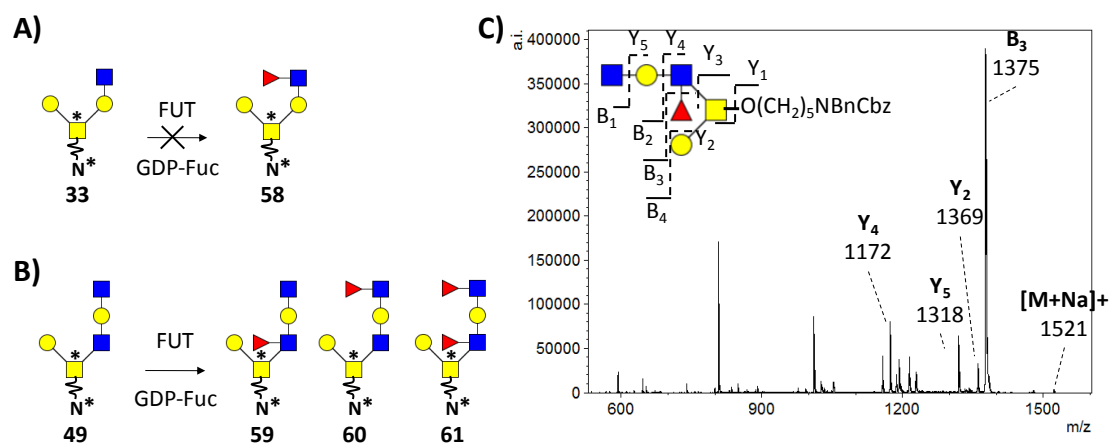 A)
*
N*
33
FUT
GDP-Fuc
*
N*
58
B)
*
N*
49
FUT
GDP-Fuc
*
N*
59
*
N*
60
*
N*
61
C)
a.i.
400000
350000
300000
250000
200000
150000
100000
50000
0
600
900
1200
1500
m/z
Y5
Y4
Y3
Y1
O(CH2)5NBnCbz
B1
B2
Y2
B3
B4
B3
1375
Y2
1369
Y4
1172
Y5
1318
[M+Na]+
1521